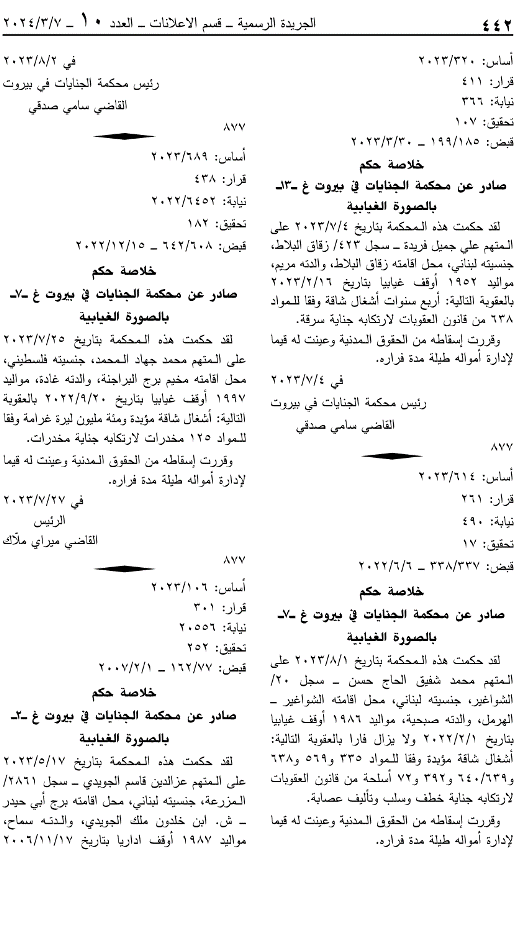 ٤٤٢
الجريدة الرسمية ــ قسم الاعلانات ــ العدد ١٠ ــ ٢٠٢٤/٣/٧
أساس: ٢٠٢٣/٣٢٠
قرار: ٤١١
نيابة: ٣٦٦
تحقيق: ١٠٧
قبض: ١٩٩/١٨٥ ــ ٢٠٢٣/٣/٣٠
خلاصة حكم
صادر عن محكمة الجنايات في بيروت غ ـ١٣ـ
بالصورة الغيابية
لقد حكمت هذه المحكمة بتاريخ ٢٠٢٣/٧/٤ على
المتهم علي جميل فريدة ــ سجل ٤٢٣/ زقاق البلاط،
جنسيته لبناني، محل اقامته زقاق البلاط، والدته مريم،
مواليد ١٩٥٢ أوقف غيابيا بتاريخ ٢٠٢٣/٢/١٦
بالعقوبة التالية: أربع سنوات أشغال شاقة وفقا للمواد
٦٣٨ من قانون العقوبات لارتكابه جناية سرقة.
وقررت إسقاطه من الحقوق المدنية وعينت له قيما
لإدارة أمواله طيلة مدة فراره.
في ٢٠٢٣/٧/٤
رئيس محكمة الجنايات في بيروت
القاضي سامي صدقي
٨٧٧
أساس: ٢٠٢٣/٦١٤
قرار: ٢٦١
نيابة: ٤٩٠
تحقيق: ١٧
قبض: ٣٣٨/٣٣٧ ــ ٢٠٢٢/٦/٦
خلاصة حكم
صادر عن محكمة الجنايات في بيروت غ ـ٧ـ
بالصورة الغيابية
لقد حكمت هذه المحكمة بتاريخ ٢٠٢٣/٨/١ على
المتهم محمد شفيق الحاج حسن ــ سجل ٢٠/
الشواغير، جنسيته لبناني، محل اقامته الشواغير ــ
الهرمل، والدته صبحية، مواليد ١٩٨٦ أوقف غيابيا
بتاريخ ٢٠٢٢/٢/١ ولا يزال فارا بالعقوبة التالية:
أشغال شاقة مؤبدة وفقا للمواد ٣٣٥ و٥٦٩ و٦٣٨
و٦٤٠/٦٣٩ و٣٩٢ و٧٢ أسلحة من قانون العقوبات
لارتكابه جناية خطف وسلب وتأليف عصابة.
وقررت إسقاطه من الحقوق المدنية وعينت له قيما
لإدارة أمواله طيلة مدة فراره.
في ٢٠٢٣/٨/٢
رئيس محكمة الجنايات في بيروت
القاضي سامي صدقي
٨٧٧
أساس: ٢٠٢٣/٦٨٩
قرار: ٤٣٨
نيابة: ٢٠٢٢/٦٤٥٢
تحقيق: ١٨٢
قبض: ٦٤٢/٦٠٨ ــ ٢٠٢٢/١٢/١٥
خلاصة حكم
صادر عن محكمة الجنايات في بيروت غ ـ٧ـ
بالصورة الغيابية
لقد حكمت هذه المحكمة بتاريخ ٢٠٢٣/٧/٢٥
على المتهم محمد جهاد المحمد، جنسيته فلسطيني،
محل اقامته مخيم برج البراجنة، والدته غادة، مواليد
١٩٩٧ أوقف غيابيا بتاريخ ٢٠٢٢/٩/٢٠ بالعقوبة
التالية: أشغال شاقة مؤبدة ومئة مليون ليرة غرامة وفقا
للمواد ١٢٥ مخدرات لارتكابه جناية مخدرات.
وقررت إسقاطه من الحقوق المدنية وعينت له قيما
لإدارة أمواله طيلة مدة فراره.
في ٢٠٢٣/٧/٢٧
الرئيس
القاضي ميراي ملاّك
٨٧٧
أساس: ٢٠٢٣/١٠٦
قرار: ٣٠١
نيابة: ٢٠٥٥٦
تحقيق: ٢٥٢
قبض: ١٦٢/٧٧ ــ ٢٠٠٧/٢/١
خلاصة حكم
صادر عن محكمة الجنايات في بيروت غ ـ٢ـ
بالصورة الغيابية
لقد حكمت هذه المحكمة بتاريخ ٢٠٢٣/٥/١٧
على المتهم عزالدين قاسم الجويدي ــ سجل ٢٨٦١/
المزرعة، جنسيته لبناني، محل اقامته برج أبي حيدر
ــ ش. ابن خلدون ملك الجويدي، والدته سماح،
مواليد ١٩٨٧ أوقف اداريا بتاريخ ٢٠٠٦/١١/١٧